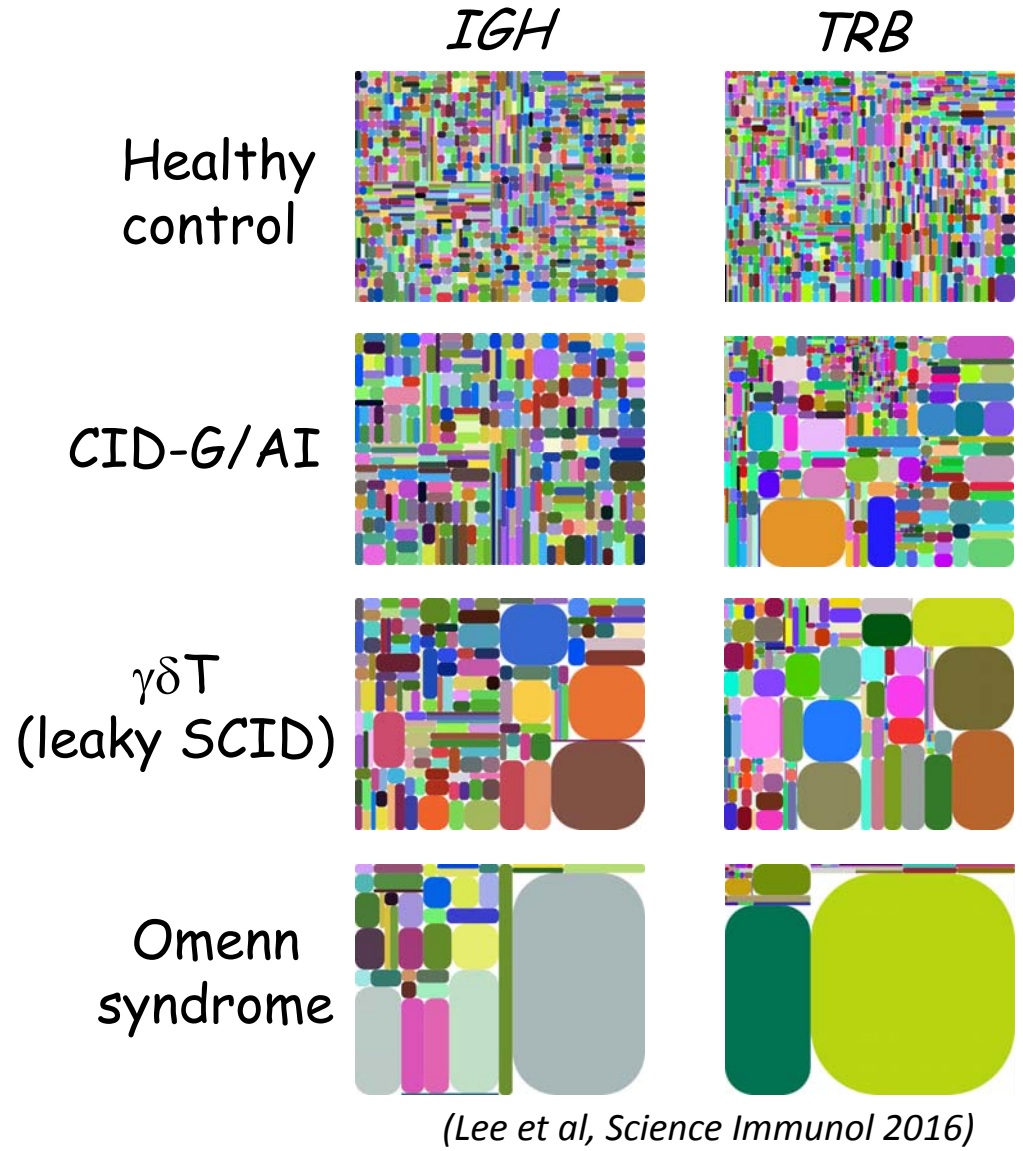 IGH TRB
Healthy
control
CID-G/AI
γδT
(leaky SCID)
Omenn
syndrome
(Lee et al, Science Immunol 2016)